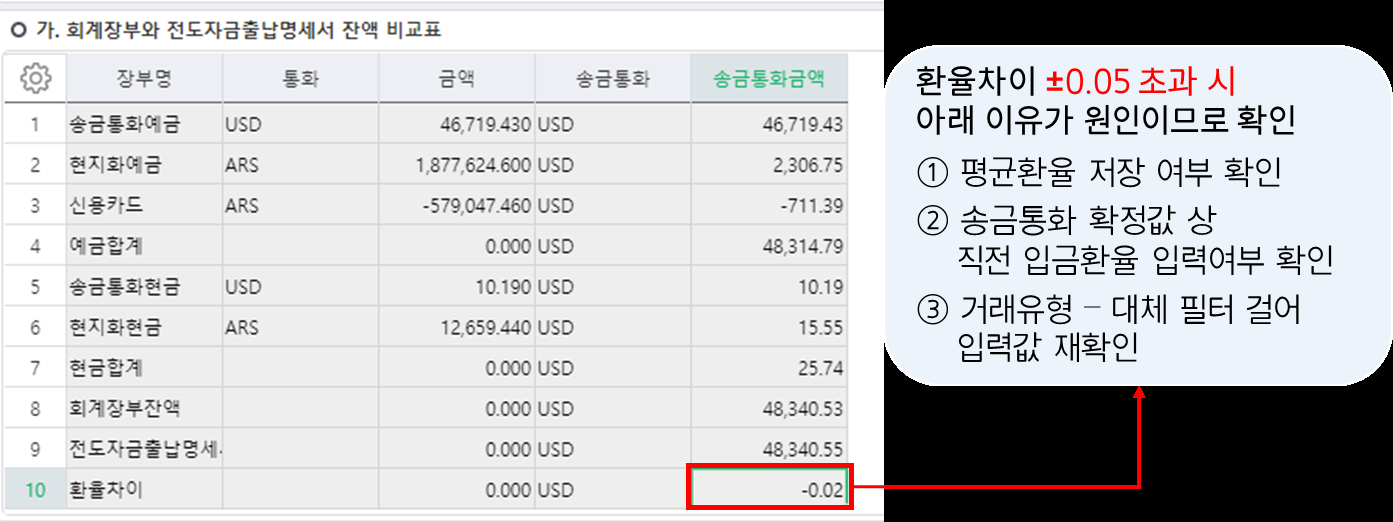 가. 회계장부와 전도자금출납명세서 잔액 비교표
장부명 통화 금액 송금통화 송금통화금액
1 송금통화예금 USD 46,719.430 USD 46,719.43
2 현지화예금 ARS 1,877,624.600 USD 2,306.75
3 신용카드 ARS -579,047.460 USD -711.39
4 예금합계 0.000 USD 48,314.79
5 송금통화현금 USD 10.190 USD 10.19
6 현지화현금 ARS 12,659.440 USD 15.55
7 현금합계 0.000 USD 25.74
8 회계장부잔액 0.000 USD 48,340.53
9 전도자금출납명세 0.000 USD 48,340.55
10 환율차이 0.000 USD -0.02
환율차이 ±0.05 초과 시
아래 이유가 원인이므로 확인
① 평균환율 저장 여부 확인
② 송금통화 확정값 상
직전 입금환율 입력여부 확인
③ 거래유형 – 대체 필터 걸어
입력값 재확인